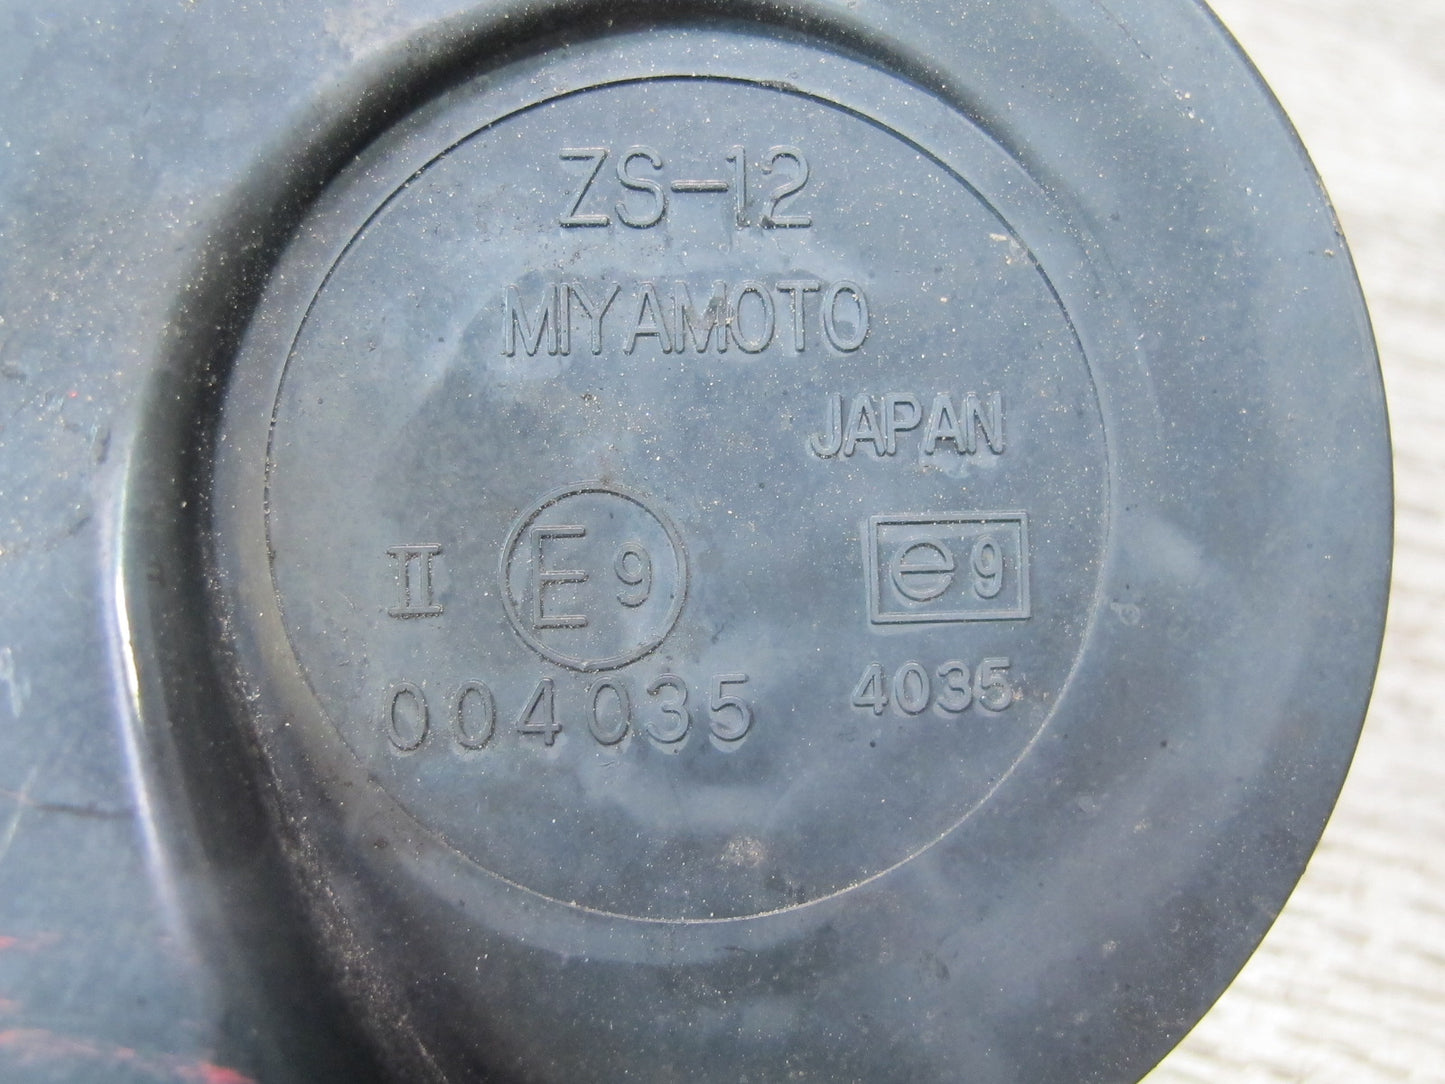 ZS-12
MIYAMOTO
JAPAN
II E9 e9
004035 4035